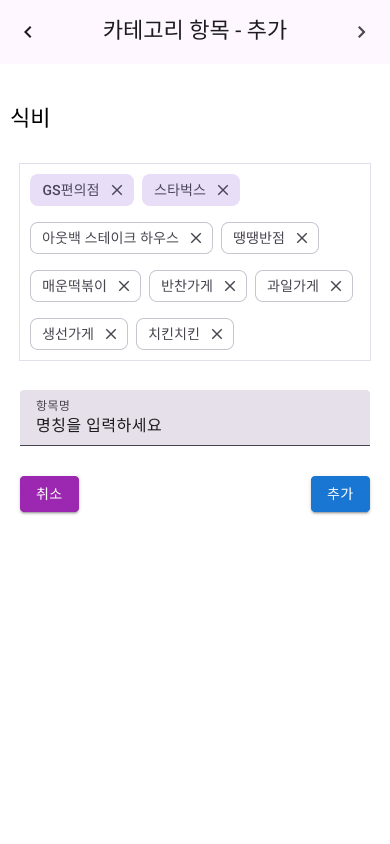 카테고리 항목 - 추가
식비
GS편의점 스타벅스
아웃백 스테이크 하우스 땡땡반점
매운떡볶이 반찬가게 과일가게
생선가게 치킨치킨
항목명
명칭을 입력하세요
취소 추가